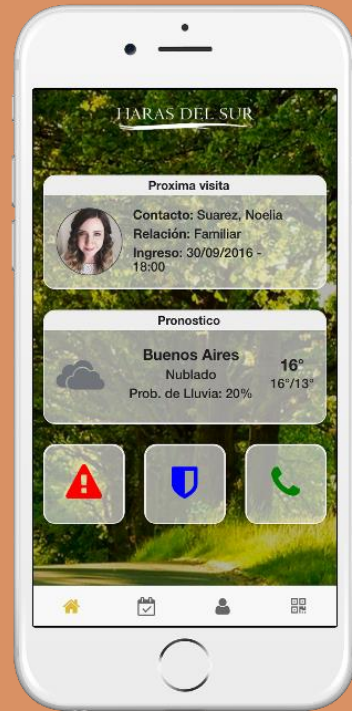 HARAS DEL SUR
Proxima visita
Contacto: Suarez, Noelia
Relación: Familiar
Ingreso: 30/09/2016 -
18:00
Pronostico
Buenos Aires
Nublado
Prob. de Lluvia: 20%
16°
16°/13°